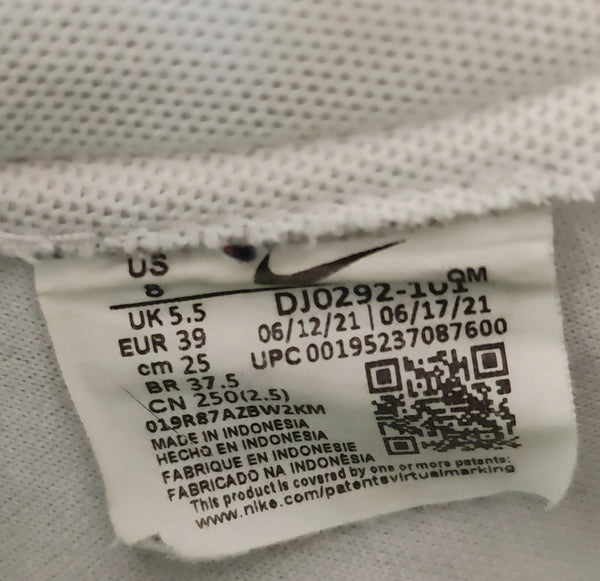 US
8
UK 5.5
EUR 39
cm 25
BR 37.5
CN 250(2.5)
019R87AZBW2KM
QM
DJ0292-101
06/12/21 | 06/17/21
UPC 00195237087600
MADE IN INDONESIA
HECHO EN INDONESIA
FABRIQUE EN INDONESIE
FABRICADO NA INDONÉSIA
This product is covered by one or more patents:
www.nike.com/patentsvirtualmarking